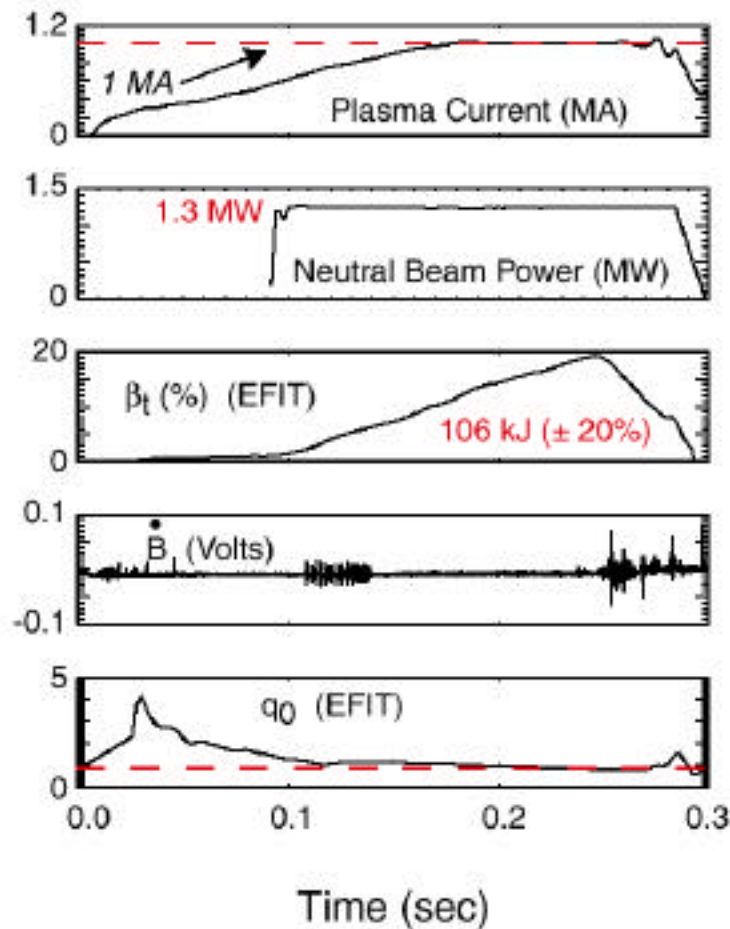 1.2
1 MA
Plasma Current (MA)
0
1.5
1.3 MW
Neutral Beam Power (MW)
0
20
βt (%) (EFIT)
106 kJ (± 20%)
0
0.1
Ḃ (Volts)
-0.1
5
q0 (EFIT)
0
0.0 0.1 0.2 0.3
Time (sec)